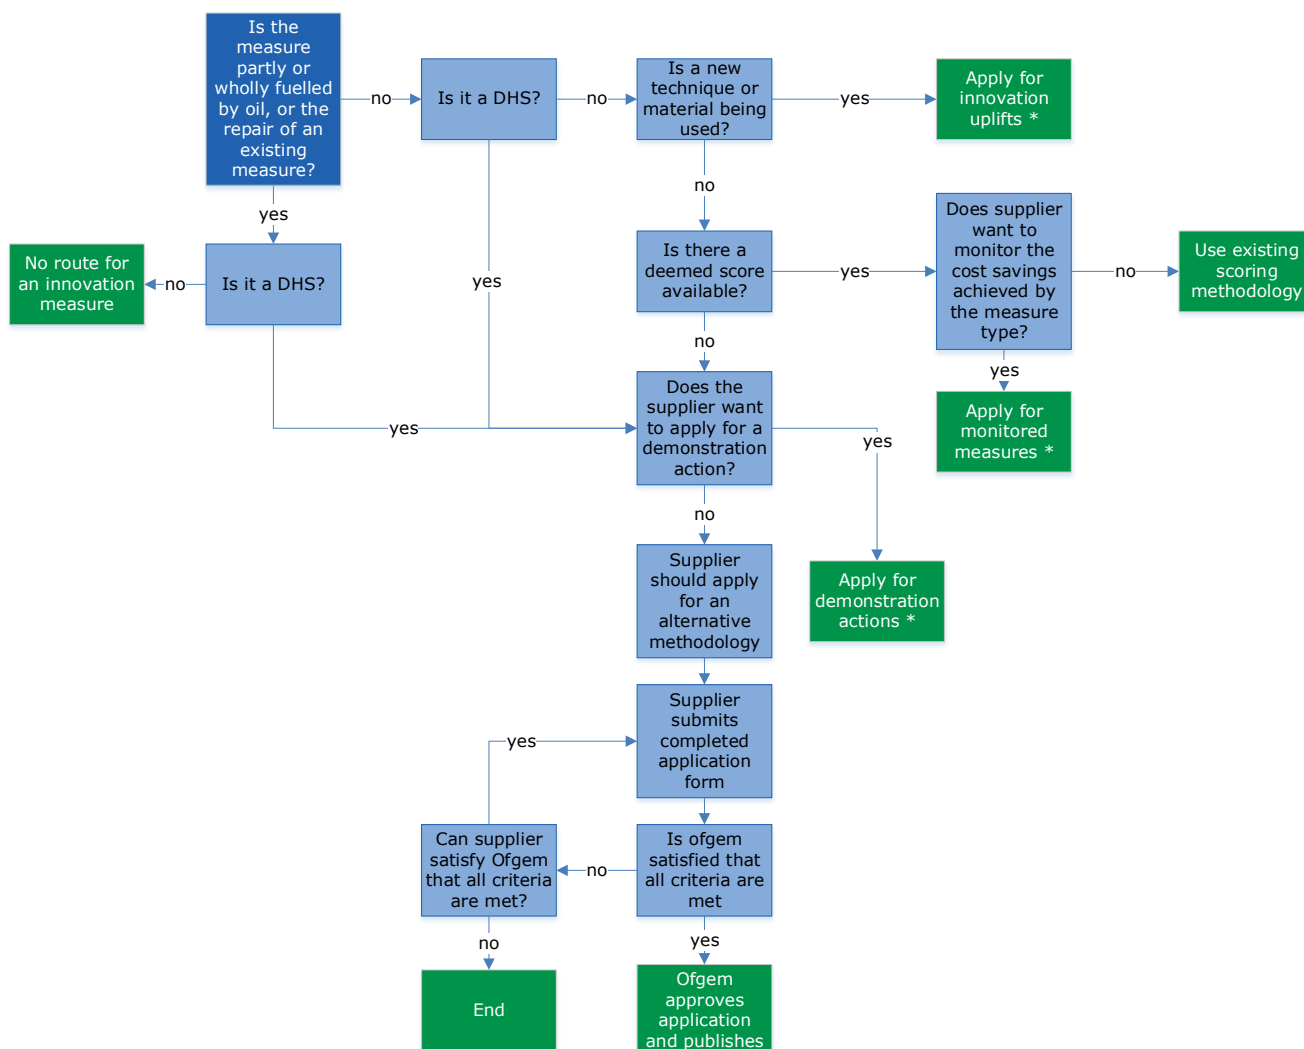 Is the
measure
partly or
wholly fuelled
by oil, or the
repair of an
existing
measure?
no
Is it a DHS?
no
Is a new
technique or
material being
used?
yes
Apply for
innovation
uplifts *
yes
no
No route for
an innovation
measure
no
Is it a DHS?
yes
Is there a
deemed score
available?
yes
Does supplier
want to
monitor the
cost savings
achieved by
the measure
type?
no
Use existing
scoring
methodology
no
yes
Apply for
monitored
measures *
yes
Does the
supplier want
to apply for a
demonstration
action?
yes
no
Apply for
demonstration
actions *
Supplier
should apply
for an
alternative
methodology
Supplier
submits
completed
application
form
yes
Can supplier
satisfy Ofgem
that all criteria
are met?
no
Is ofgem
satisfied that
all criteria are
met
no
yes
End
Ofgem
approves
application
and publishes